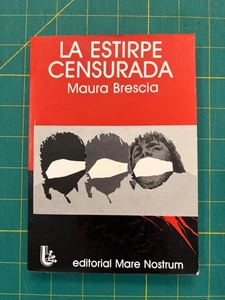 LA ESTIRPE
CENSURADA
Maura Brescia
editorial Mare Nostrum